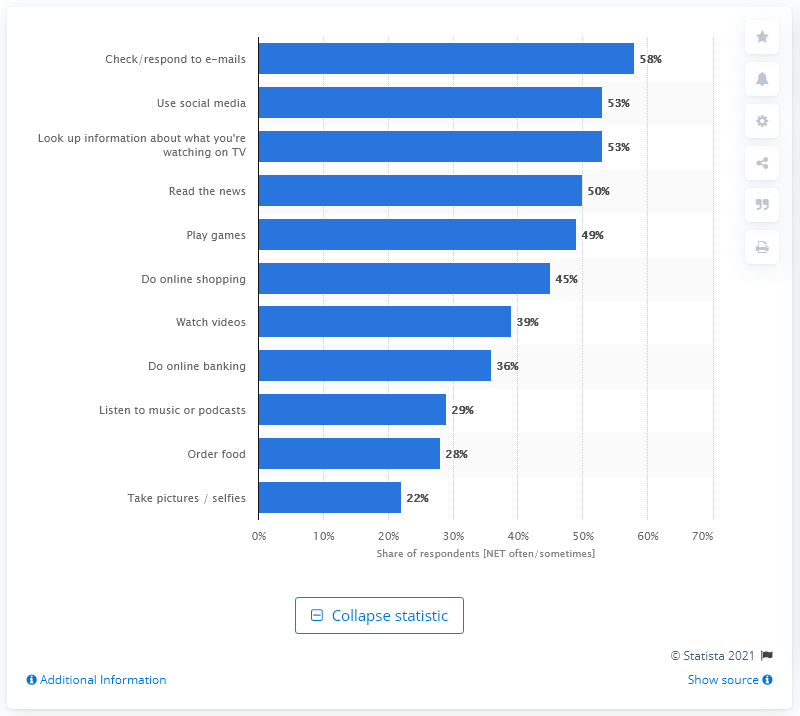 Check/respond to e-mails 58%
Use social media 53%
Look up information about what you're
watching on TV 53%
Read the news 50%
Play games 49%
Do online shopping 45%
Watch videos 39%
Do online banking 36%
Listen to music or podcasts 29%
Order food 28%
Take pictures / selfies 22%
0% 10% 20% 30% 40% 50% 60% 70%
Share of respondents [NET often/sometimes]
Collapse statistic
© Statista 2021
Additional Information Show source